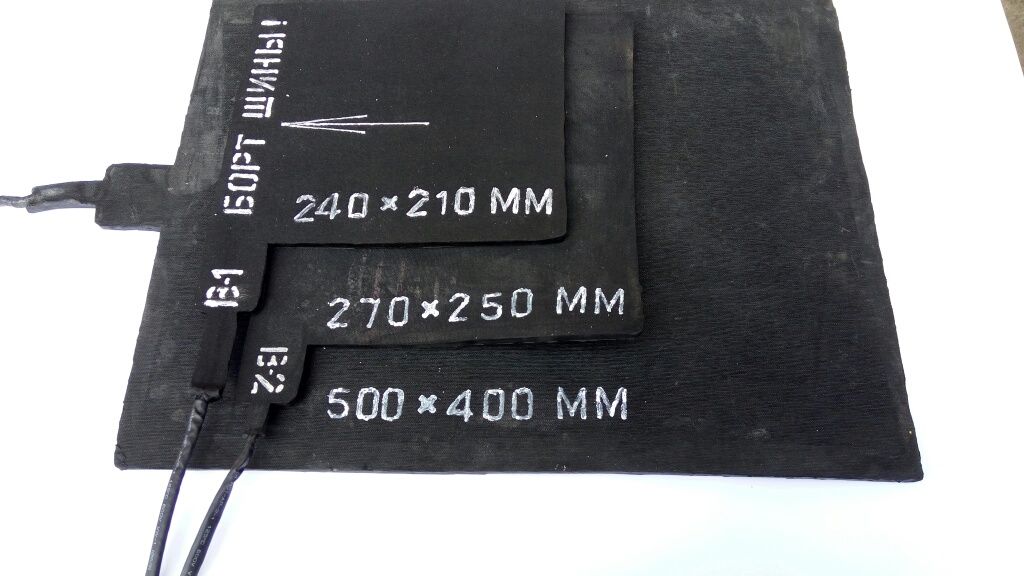 БОРТ ШИНЫ!
240×210 ММ
В-1
270×250 ММ
В-2
500×400 ММ